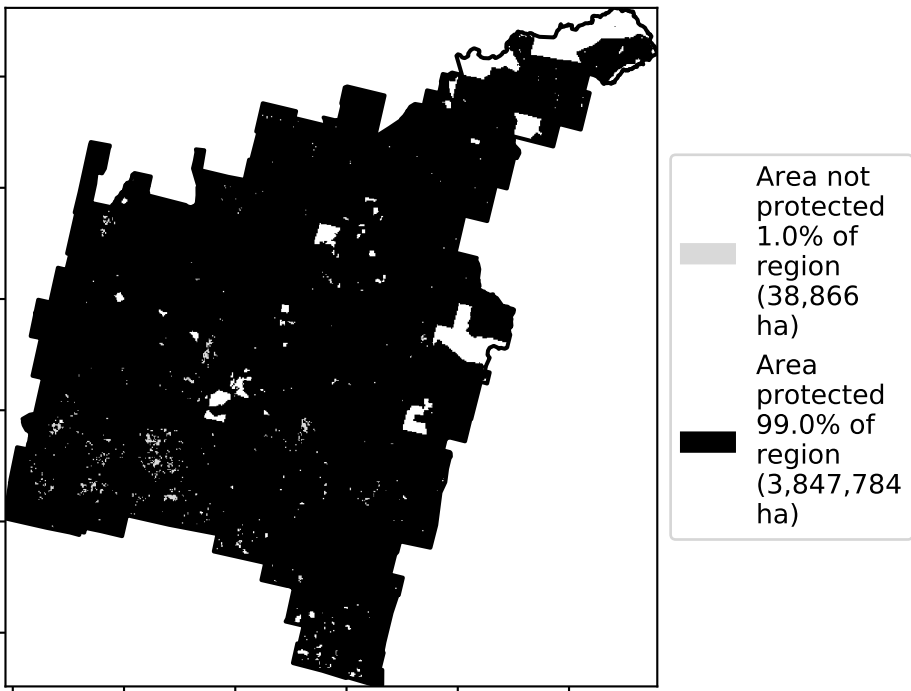 Area not
protected
1.0% of
region
(38,866
ha)
Area
protected
99.0% of
region
(3,847,784
ha)